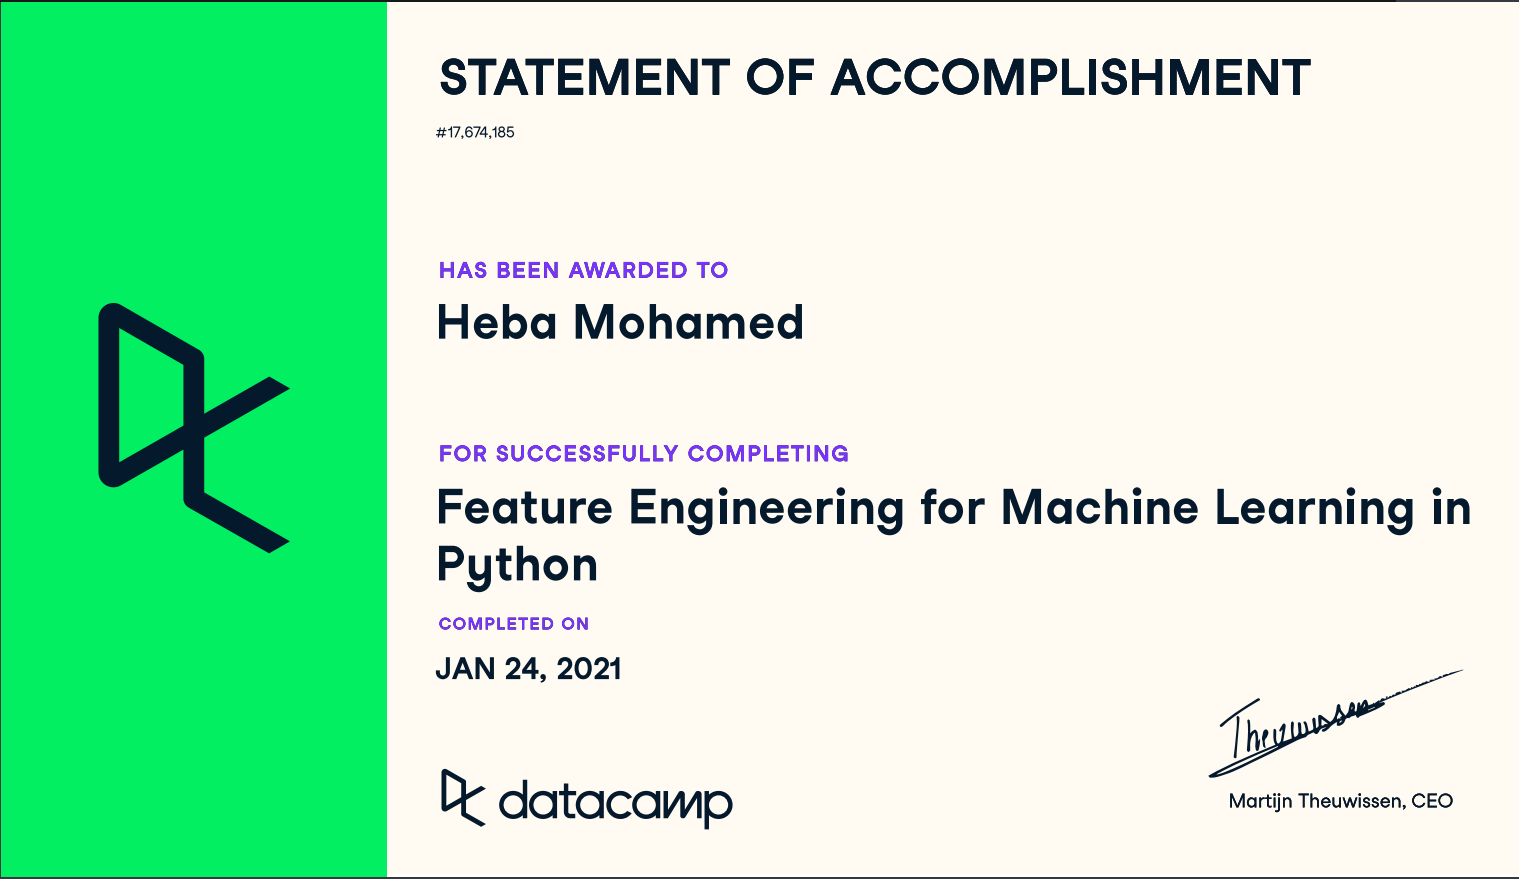 STATEMENT OF ACCOMPLISHMENT
#17,674,185
HAS BEEN AWARDED TO
Heba Mohamed
FOR SUCCESSFULLY COMPLETING
Feature Engineering for Machine Learning in
Python
COMPLETED ON
JAN 24, 2021
Theuwissen
datacamp
Martijn Theuwissen, CEO